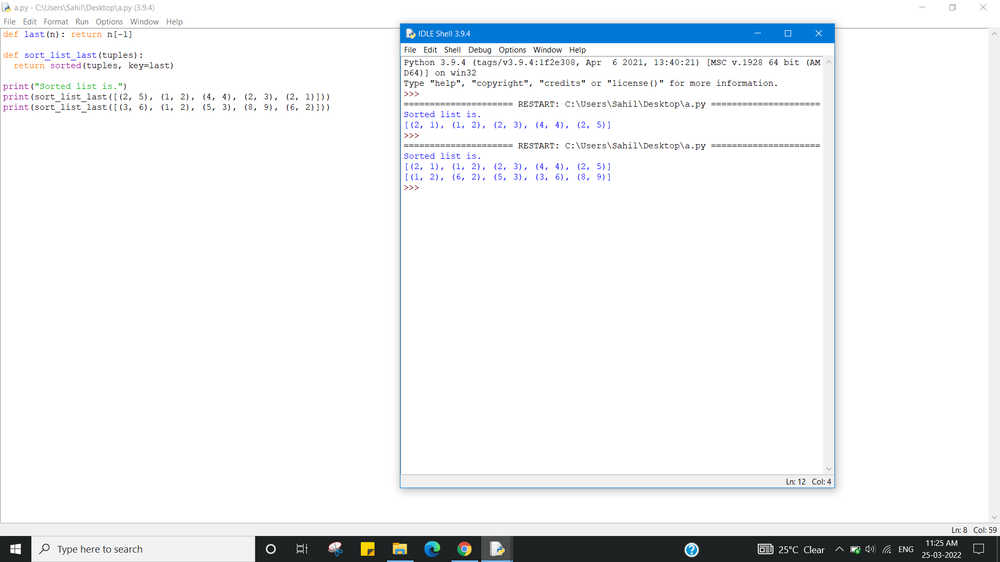 a.py - C:\Users\Sahil\Desktop\a.py (3.9.4)
File Edit Format Run Options Window Help
def last(n): return n[-1]
def sort_list_last(tuples):
  return sorted(tuples, key=last)
print("Sorted list is.")
print(sort_list_last([(2, 5), (1, 2), (4, 4), (2, 3), (2, 1)]))
print(sort_list_last([(3, 6), (1, 2), (5, 3), (8, 9), (6, 2)]))
IDLE Shell 3.9.4
File Edit Shell Debug Options Window Help
Python 3.9.4 (tags/v3.9.4:1f2e308, Apr  6 2021, 13:40:21) [MSC v.1928 64 bit (AM
D64)] on win32
Type "help", "copyright", "credits" or "license()" for more information.
>>>
===================== RESTART: C:\Users\Sahil\Desktop\a.py =====================
Sorted list is.
[(2, 1), (1, 2), (2, 3), (4, 4), (2, 5)]
>>>
===================== RESTART: C:\Users\Sahil\Desktop\a.py =====================
Sorted list is.
[(2, 1), (1, 2), (2, 3), (4, 4), (2, 5)]
[(1, 2), (6, 2), (5, 3), (3, 6), (8, 9)]
>>>
Ln: 12 Col: 4
Ln: 8 Col: 59
Type here to search
25°C Clear
ENG
11:25 AM
25-03-2022